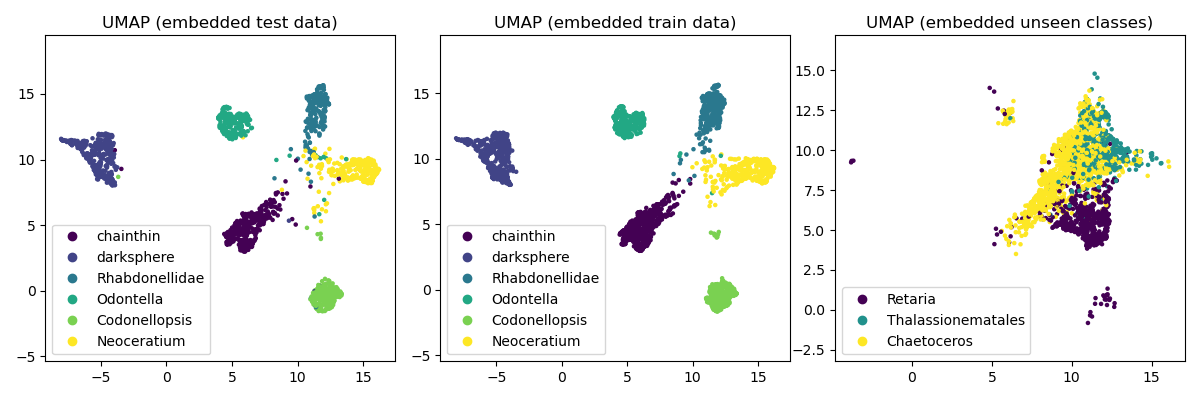 UMAP (embedded test data)
15
10
5
0
−5
−5
0
5
10
15
chainthin
darksphere
Rhabdonellidae
Odontella
Codonellopsis
Neoceratium
UMAP (embedded train data)
15
10
5
0
−5
−5
0
5
10
15
chainthin
darksphere
Rhabdonellidae
Odontella
Codonellopsis
Neoceratium
UMAP (embedded unseen classes)
15.0
12.5
10.0
7.5
5.0
2.5
0.0
−2.5
0
5
10
15
Retaria
Thalassionematales
Chaetoceros